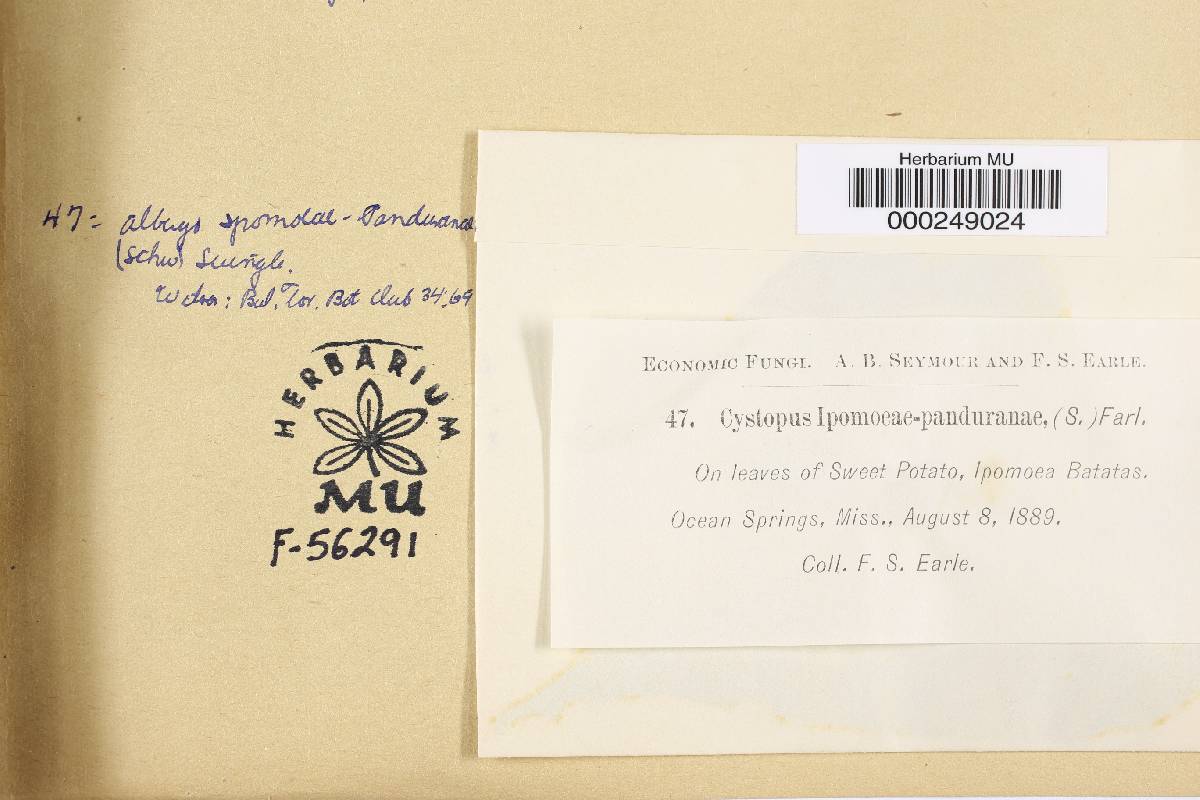 47 = Albugo Ipomoeae-Panduranae
(Schw) Swingle.
: Bul. Tor. Bot Club 34:69
HERBARIUM
MU
F-56291
Herbarium MU
000249024
ECONOMIC FUNGI. A. B. SEYMOUR AND F. S. EARLE.
47. Cystopus Ipomoeae-panduranae, (S.) Farl.
On leaves of Sweet Potato, Ipomoea Batatas.
Ocean Springs, Miss., August 8, 1889.
Coll. F. S. Earle.